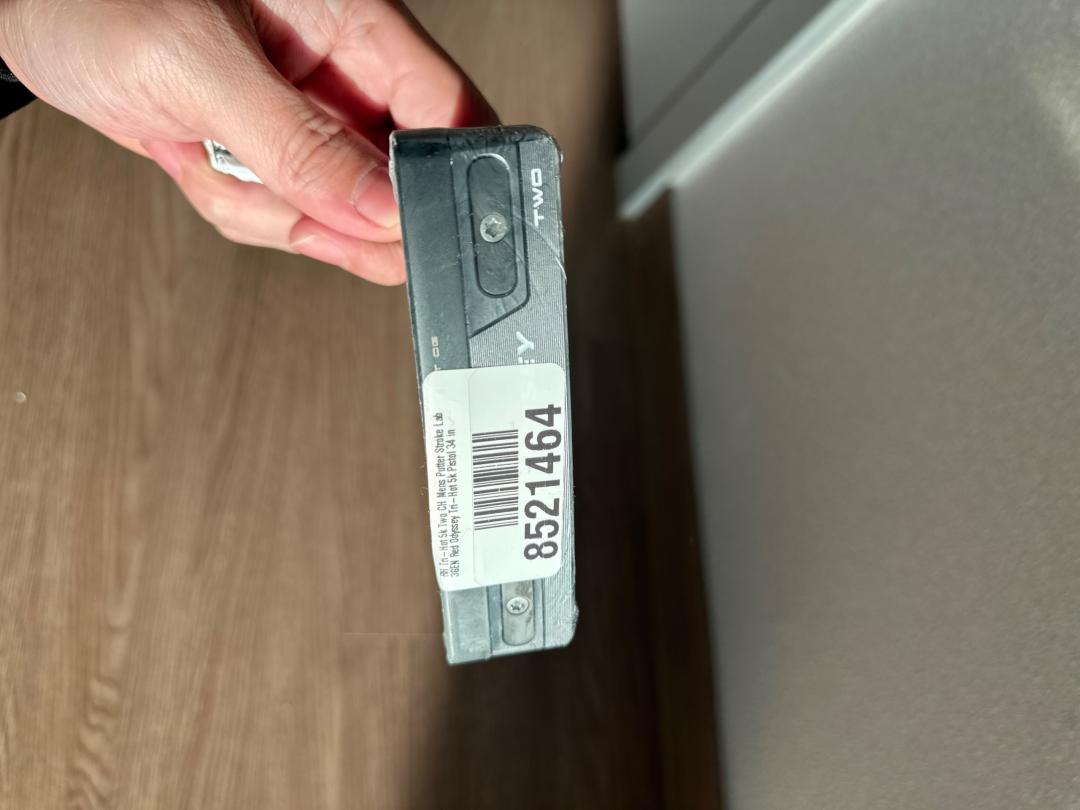 TWO
RH Tri-Hot 5k Two CH Mens Putter Stroke Lab
3GEN Red Odyssey Tri-Hot 5k Pistol 34 in
8521464